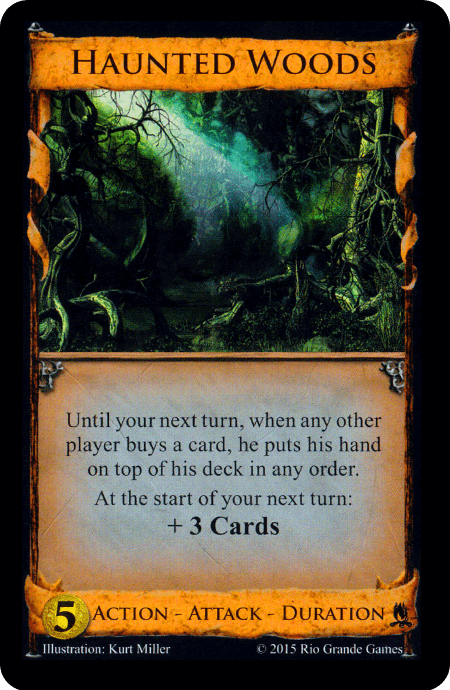 HAUNTED WOODS
Until your next turn, when any other
player buys a card, he puts his hand
on top of his deck in any order.
At the start of your next turn:
+ 3 Cards
5 ACTION - ATTACK - DURATION
Illustration: Kurt Miller © 2015 Rio Grande Games